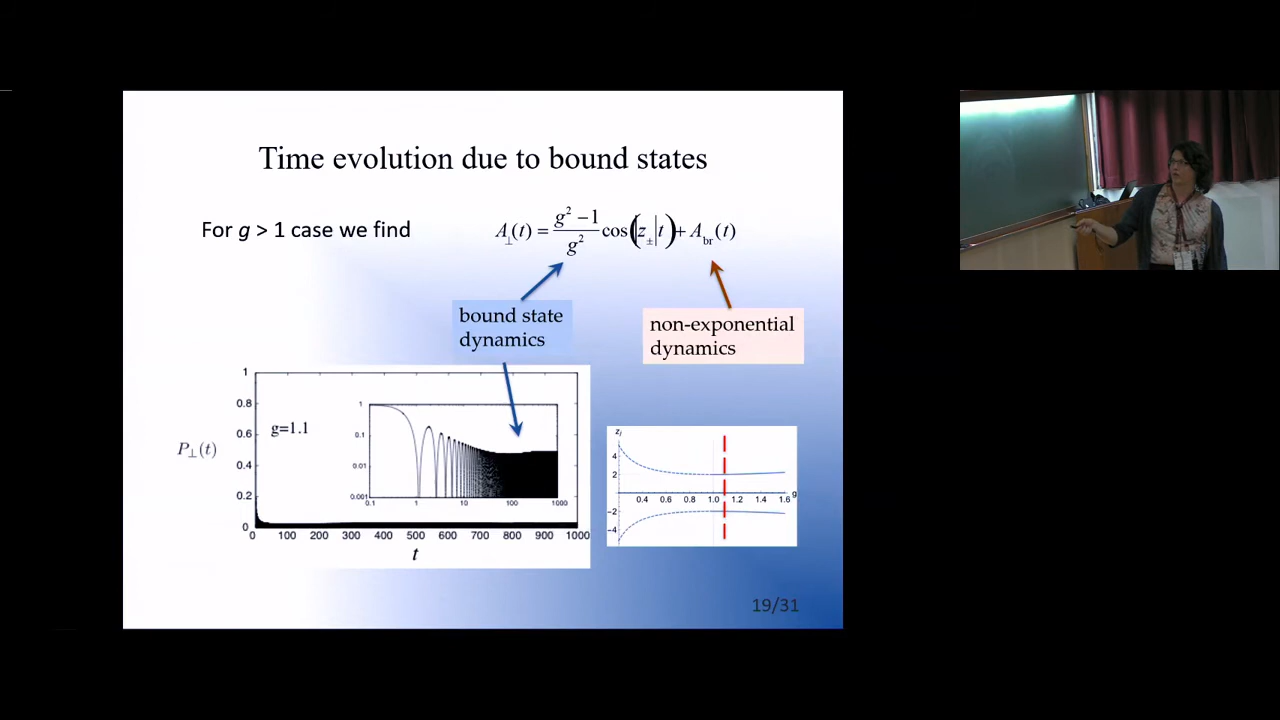 Time evolution due to bound states
For g > 1 case we find
A⊥(t) = (g² − 1)/g² cos(|z±| t) + A_br(t)
bound state
dynamics
non-exponential
dynamics
1
0.8
0.6
0.4
0.2
0
P⊥(t)
g=1.1
1
0.1
0.01
0.001
0.1 1 10 100 1000
0 100 200 300 400 500 600 700 800 900 1000
t
z_i
4
2
−2
−4
0.4 0.6 0.8 1.0 1.2 1.4 1.6 g
19/31